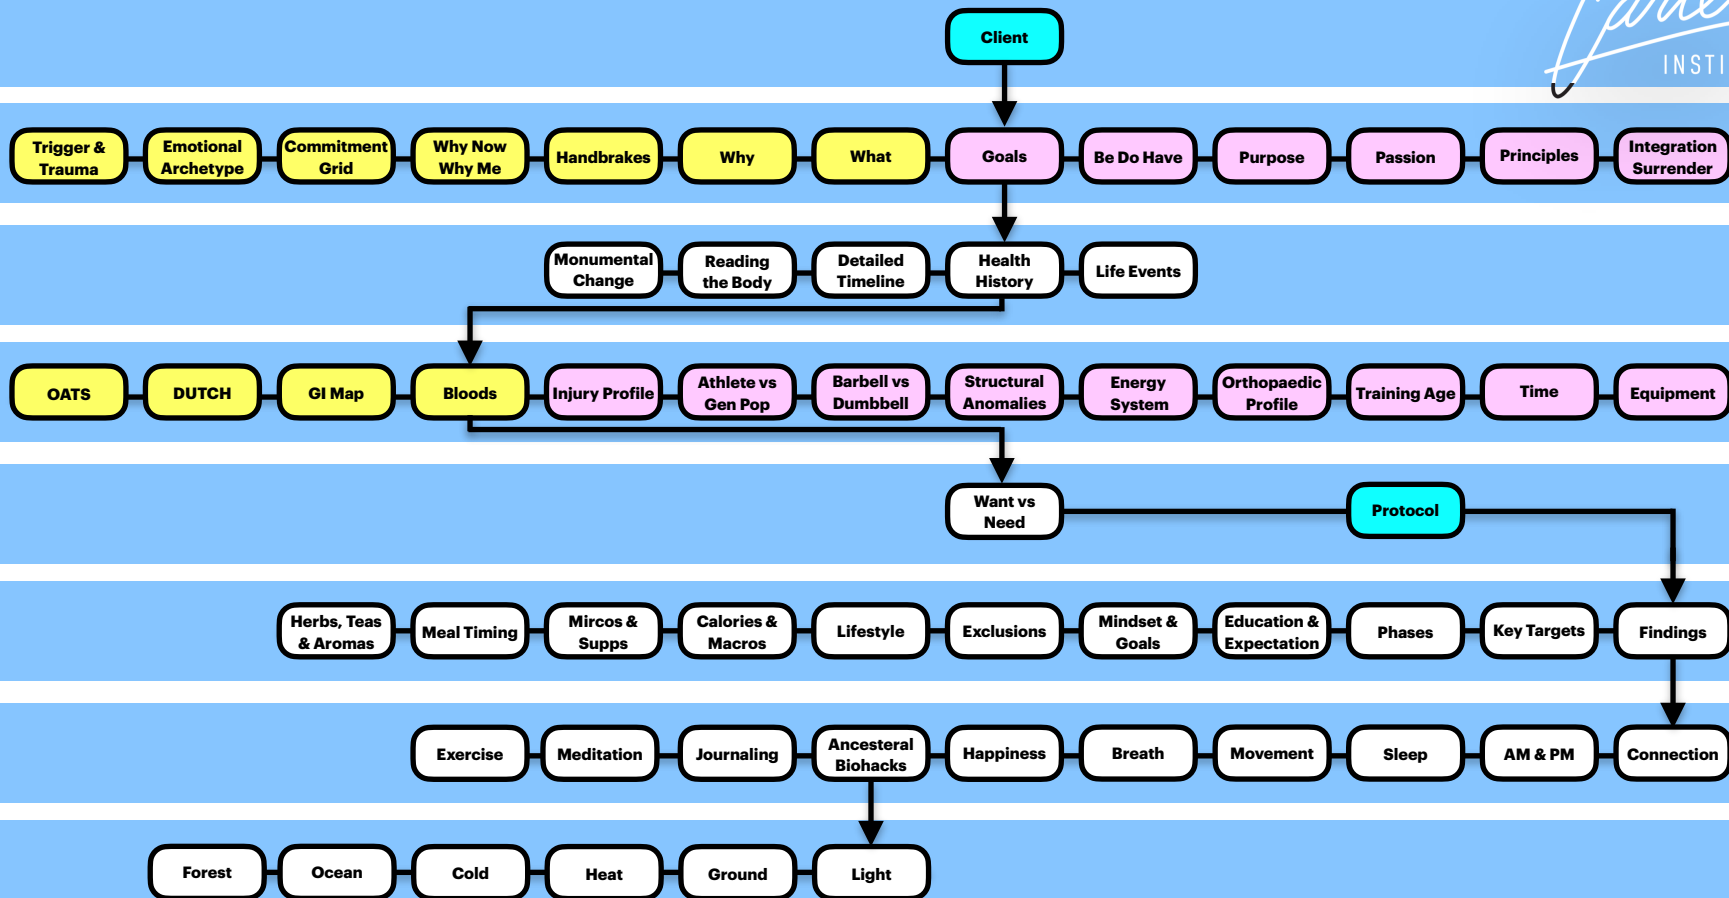 Client
INSTI
Trigger &
Trauma
Emotional
Archetype
Commitment
Grid
Why Now
Why Me
Handbrakes
Why
What
Goals
Be Do Have
Purpose
Passion
Principles
Integration
Surrender
Monumental
Change
Reading
the Body
Detailed
Timeline
Health
History
Life Events
OATS
DUTCH
GI Map
Bloods
Injury Profile
Athlete vs
Gen Pop
Barbell vs
Dumbbell
Structural
Anomalies
Energy
System
Orthopaedic
Profile
Training Age
Time
Equipment
Want vs
Need
Protocol
Herbs, Teas
& Aromas
Meal Timing
Mircos &
Supps
Calories &
Macros
Lifestyle
Exclusions
Mindset &
Goals
Education &
Expectation
Phases
Key Targets
Findings
Exercise
Meditation
Journaling
Ancesteral
Biohacks
Happiness
Breath
Movement
Sleep
AM & PM
Connection
Forest
Ocean
Cold
Heat
Ground
Light